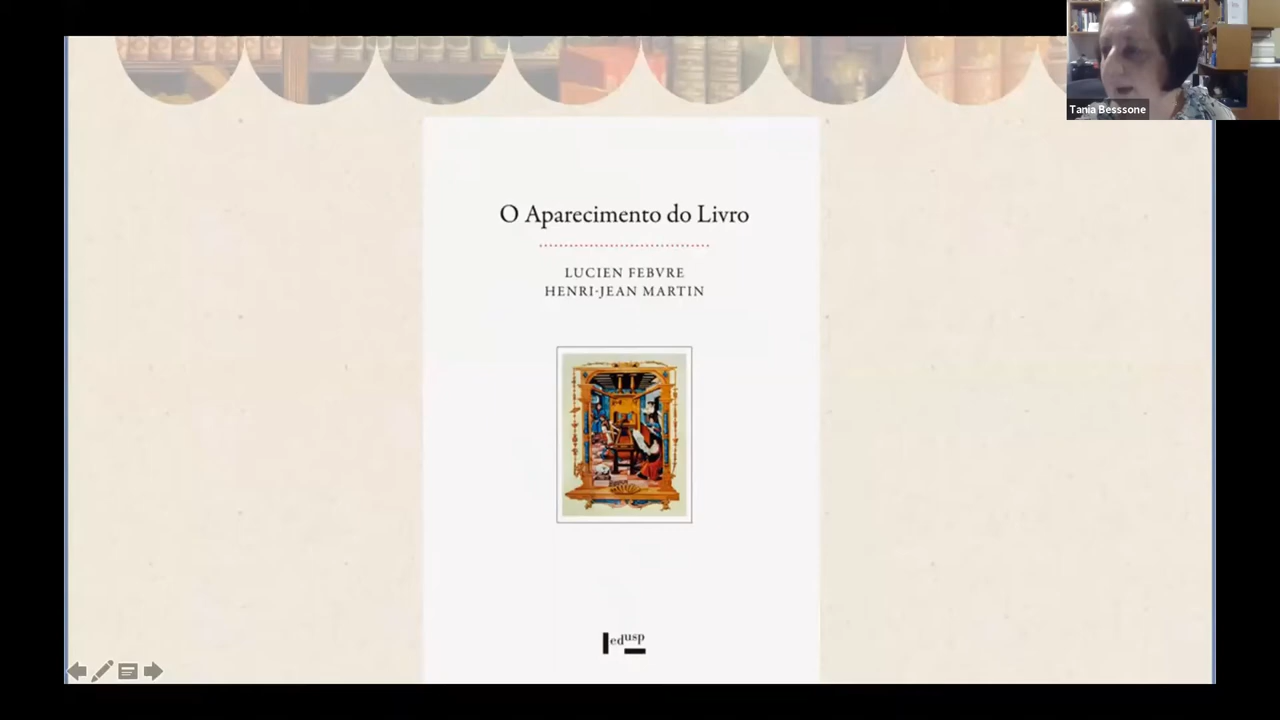 Tania Besssone
O Aparecimento do Livro
LUCIEN FEBVRE
HENRI-JEAN MARTIN
edusp